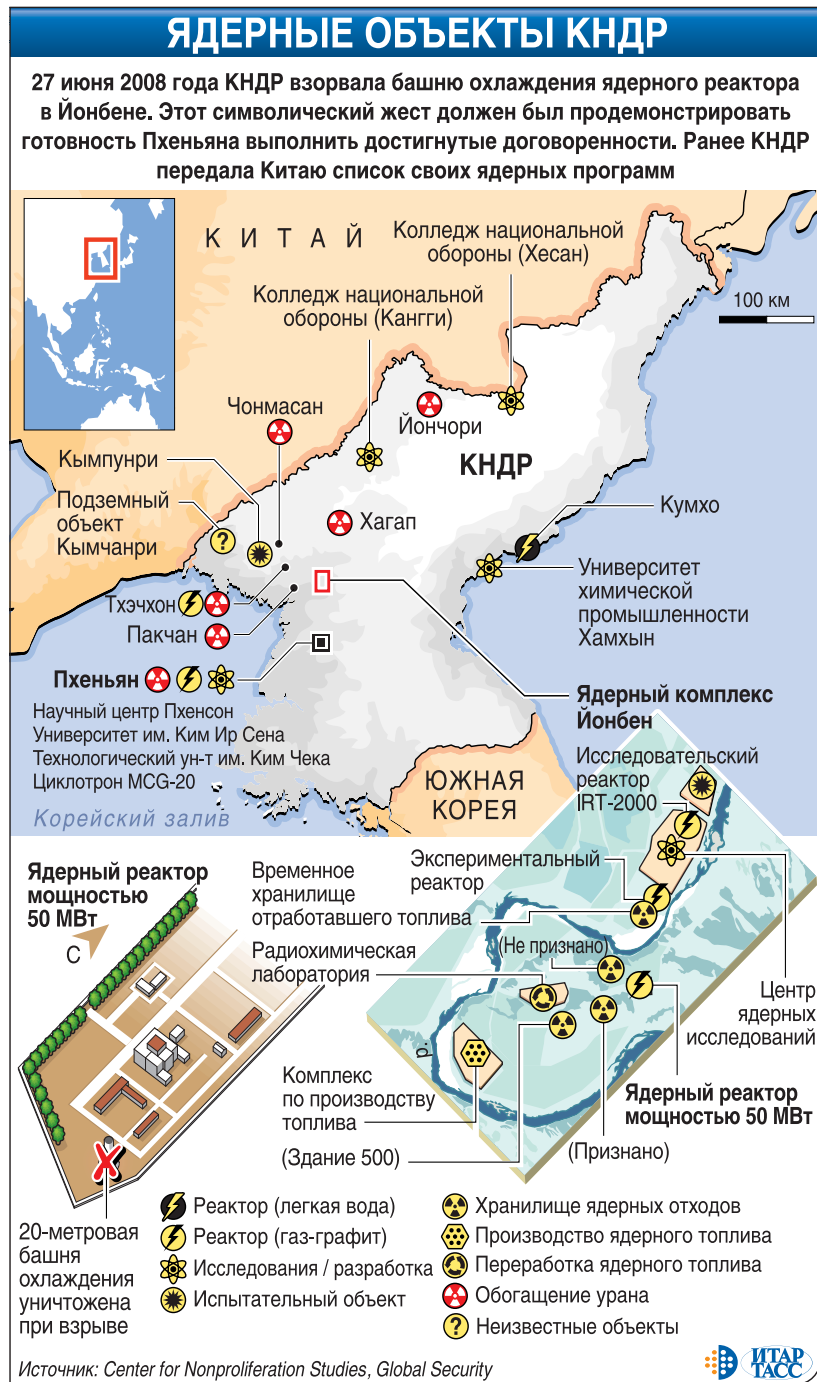 ЯДЕРНЫЕ ОБЪЕКТЫ КНДР
27 июня 2008 года КНДР взорвала башню охлаждения ядерного реактора
в Йонбене. Этот символический жест должен был продемонстрировать
готовность Пхеньяна выполнить достигнутые договоренности. Ранее КНДР
передала Китаю список своих ядерных программ
КИТАЙ
Колледж национальной
обороны (Хесан)
Колледж национальной
обороны (Кангги)
100 км
Чонмасан
Йончори
КНДР
Кымпунри
Подземный
объект
Кымчанри
?
Хагап
Кумхо
Университет
химической
промышленности
Хамхын
Тхэчхон
Пакчан
Пхеньян
Научный центр Пхенсон
Университет им. Ким Ир Сена
Технологический ун-т им. Ким Чека
Циклотрон MCG-20
Корейский залив
ЮЖНАЯ
КОРЕЯ
Ядерный комплекс
Йонбен
Исследовательский
реактор
IRT-2000
Экспериментальный
реактор
Временное
хранилище
отработавшего топлива
Радиохимическая
лаборатория
(Не признано)
Центр
ядерных
исследований
р.
Комплекс
по производству
топлива
(Здание 500)
(Признано)
Ядерный реактор
мощностью 50 МВт
Ядерный реактор
мощностью
50 МВт
С
20-метровая
башня
охлаждения
уничтожена
при взрыве
Реактор (легкая вода)
Реактор (газ-графит)
Исследования / разработка
Испытательный объект
Хранилище ядерных отходов
Производство ядерного топлива
Переработка ядерного топлива
Обогащение урана
?
Неизвестные объекты
Источник: Center for Nonproliferation Studies, Global Security
ИТАР
ТАСС